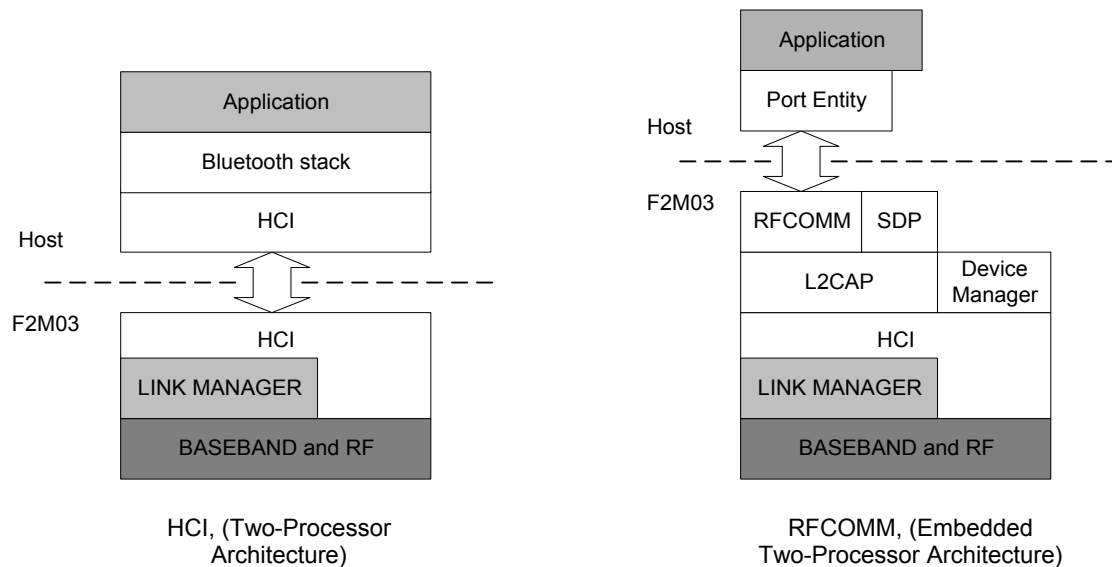 Application
Bluetooth stack
HCI
Host
F2M03
HCI
LINK MANAGER
BASEBAND and RF
HCI, (Two-Processor
Architecture)
Application
Port Entity
Host
F2M03
RFCOMM
SDP
L2CAP
Device
Manager
HCI
LINK MANAGER
BASEBAND and RF
RFCOMM, (Embedded
Two-Processor Architecture)